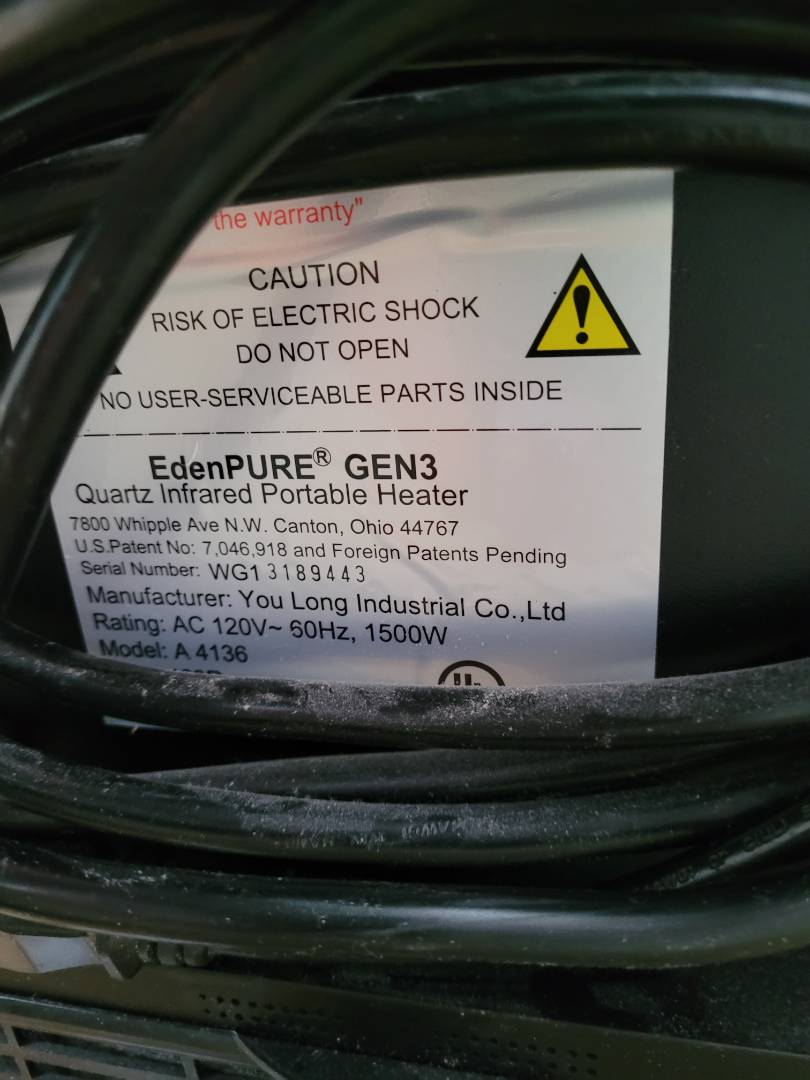 the warranty"
CAUTION
RISK OF ELECTRIC SHOCK
DO NOT OPEN
NO USER-SERVICEABLE PARTS INSIDE
EdenPURE® GEN3
Quartz Infrared Portable Heater
7800 Whipple Ave N.W. Canton, Ohio 44767
U.S.Patent No: 7,046,918 and Foreign Patents Pending
Serial Number: WG13189443
Manufacturer: You Long Industrial Co.,Ltd
Rating: AC 120V~ 60Hz, 1500W
Model: A 4136